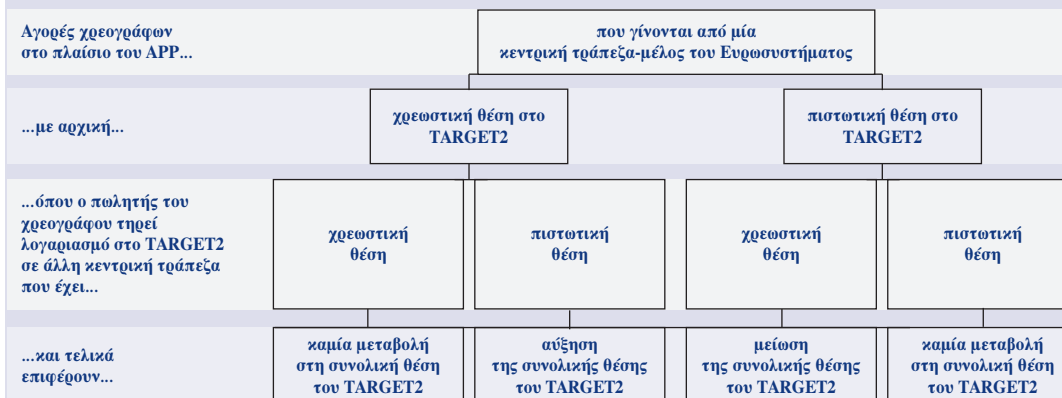 Αγορές χρεογράφων
στο πλαίσιο του APP...
που γίνονται από μία
κεντρική τράπεζα-μέλος του Ευρωσυστήματος
...με αρχική...
χρεωστική θέση στο
TARGET2
πιστωτική θέση στο
TARGET2
...όπου ο πωλητής του
χρεογράφου τηρεί
λογαριασμό στο TARGET2
σε άλλη κεντρική τράπεζα
που έχει...
χρεωστική
θέση
πιστωτική
θέση
χρεωστική
θέση
πιστωτική
θέση
...και τελικά
επιφέρουν...
καμία μεταβολή
στη συνολική θέση
του TARGET2
αύξηση
της συνολικής θέσης
του TARGET2
μείωση
της συνολικής θέσης
του TARGET2
καμία μεταβολή
στη συνολική θέση
του TARGET2